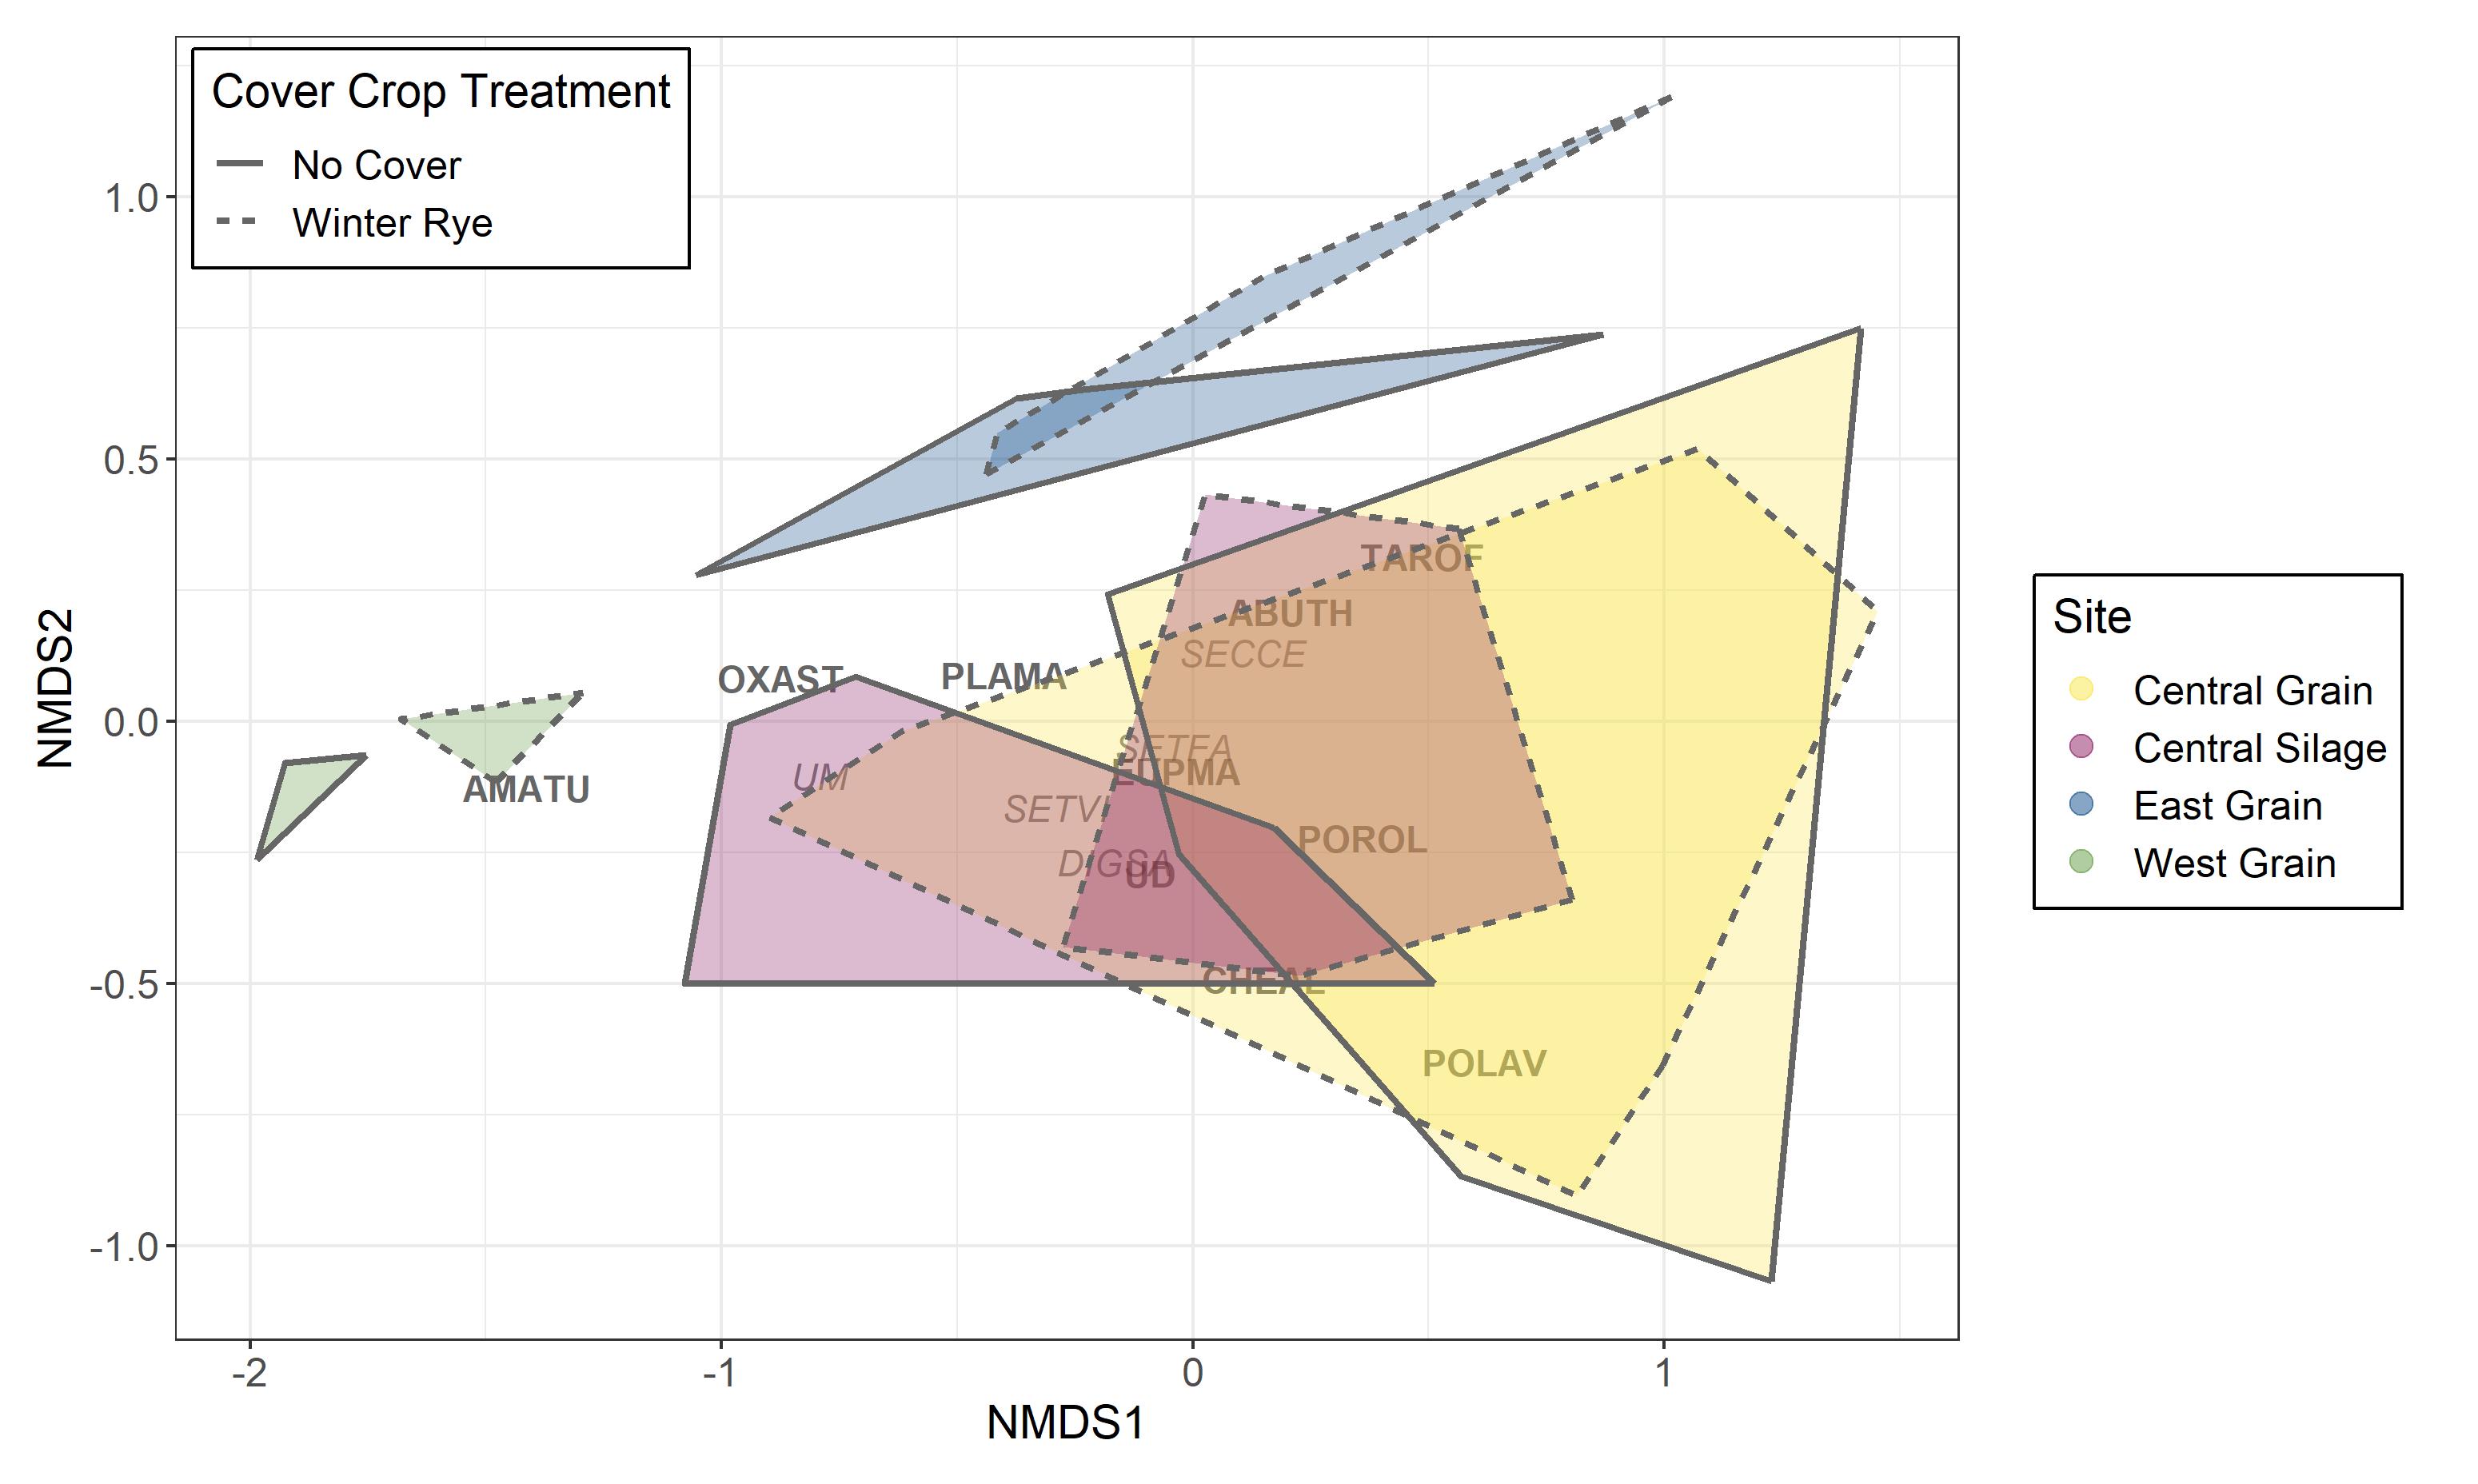 Cover Crop Treatment
No Cover
Winter Rye
1.0
0.5
0.0
-0.5
-1.0
NMDS2
TAROF
ABUTH
SECCE
OXAST
PLAMA
SETFA
EUPMA
UM
AMATU
SETVI
POROL
DIGSA
UD
CHEAL
POLAV
-2
-1
0
1
NMDS1
Site
Central Grain
Central Silage
East Grain
West Grain